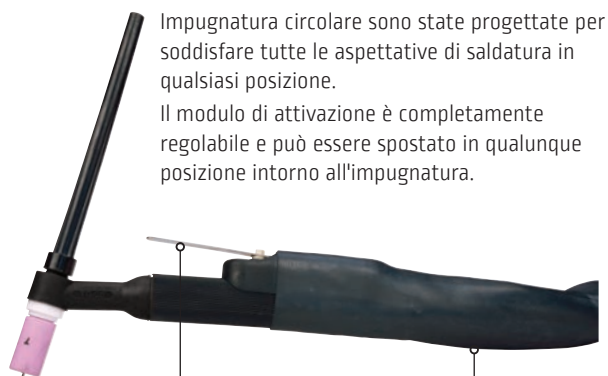 Impugnatura circolare sono state progettate per
soddisfare tutte le aspettative di saldatura in
qualsiasi posizione.
Il modulo di attivazione è completamente
regolabile e può essere spostato in qualunque
posizione intorno all'impugnatura.